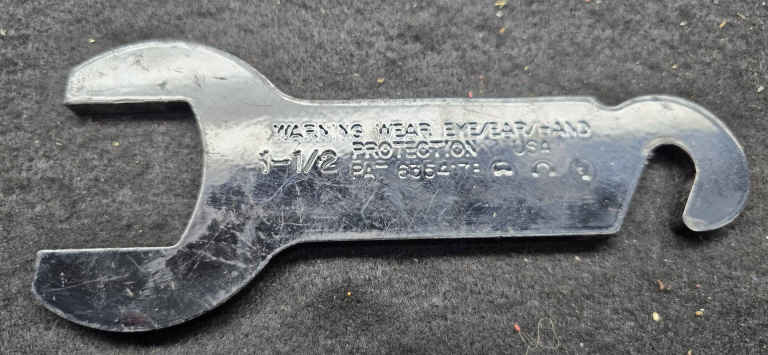 WARNING WEAR EYE/EAR/HAND
1-1/2 PROTECTION USA
PAT